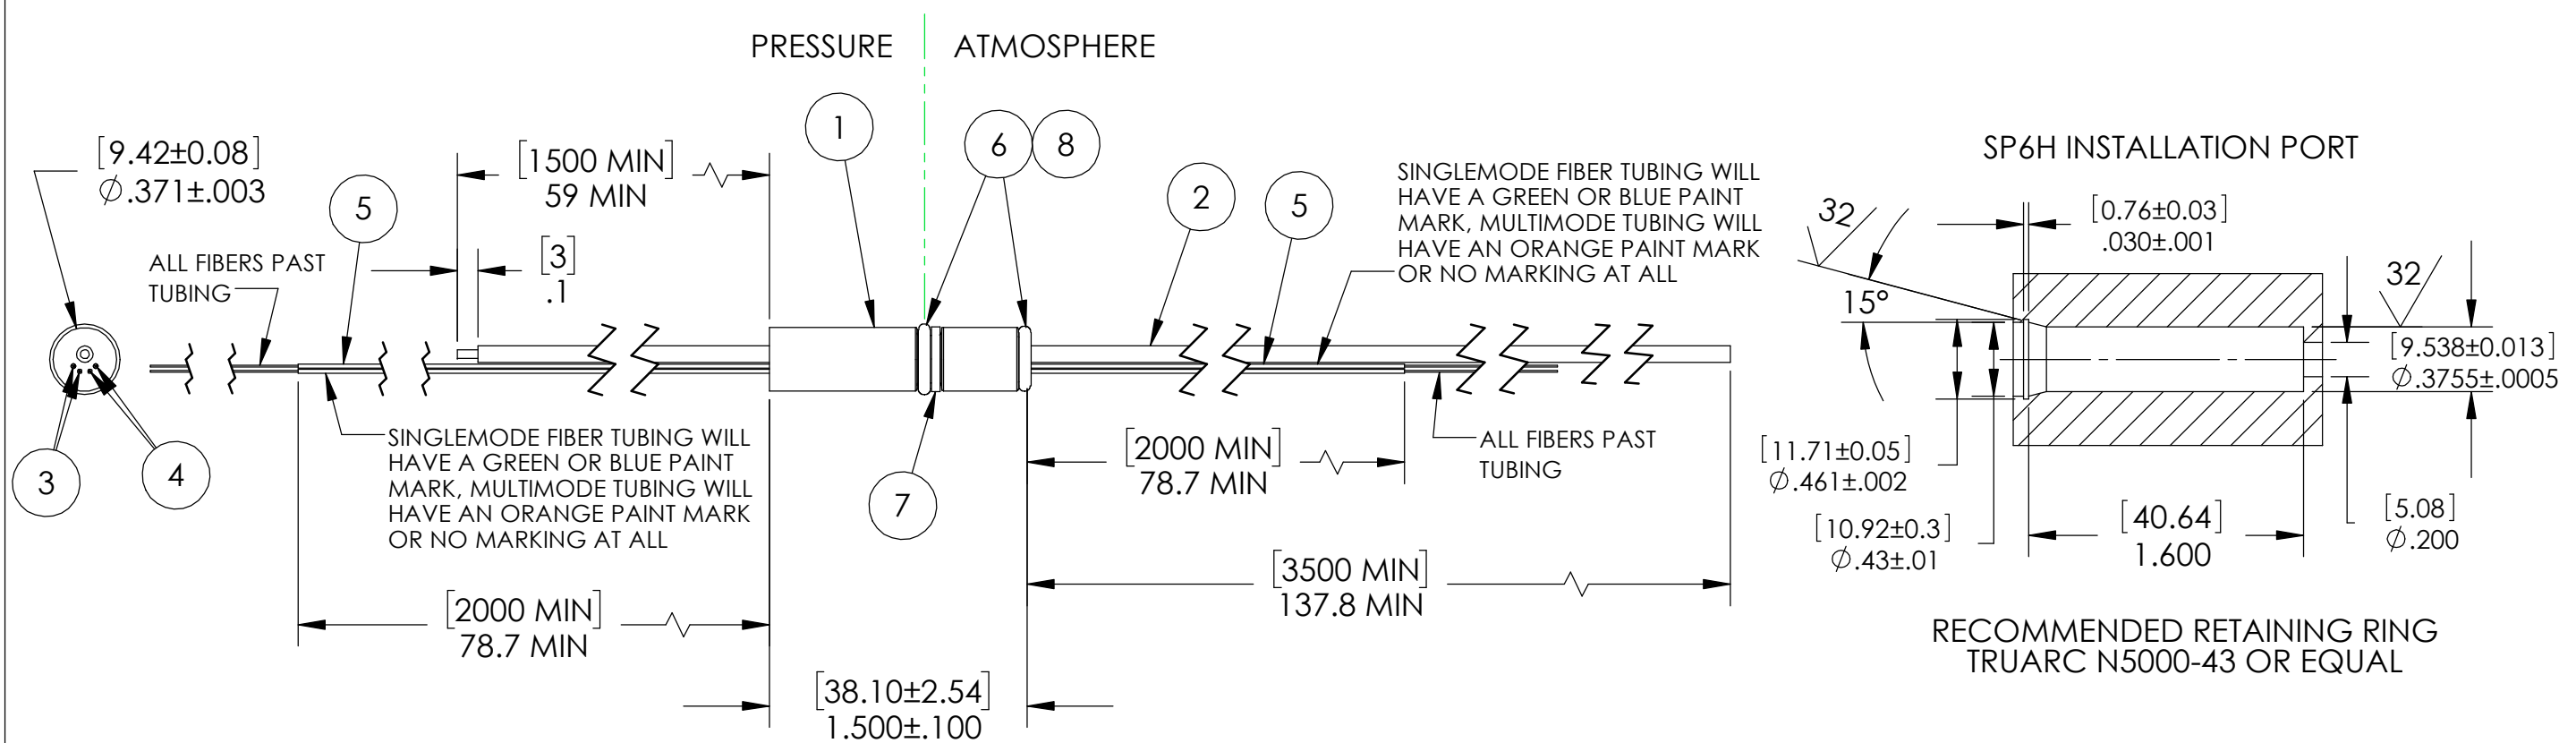 PRESSURE
ATMOSPHERE
1
6
8
[9.42±0.08]
∅.371±.003
5
[1500 MIN]
59 MIN
2
5
SINGLEMODE FIBER TUBING WILL
HAVE A GREEN OR BLUE PAINT
MARK, MULTIMODE TUBING WILL
HAVE AN ORANGE PAINT MARK
OR NO MARKING AT ALL
ALL FIBERS PAST
TUBING
[3]
.1
3
4
SINGLEMODE FIBER TUBING WILL
HAVE A GREEN OR BLUE PAINT
MARK, MULTIMODE TUBING WILL
HAVE AN ORANGE PAINT MARK
OR NO MARKING AT ALL
7
[2000 MIN]
78.7 MIN
ALL FIBERS PAST
TUBING
[2000 MIN]
78.7 MIN
[3500 MIN]
137.8 MIN
[38.10±2.54]
1.500±.100
SP6H INSTALLATION PORT
32
[0.76±0.03]
.030±.001
15°
32
[9.538±0.013]
∅.3755±.0005
[11.71±0.05]
∅.461±.002
[10.92±0.3]
∅.43±.01
[40.64]
1.600
[5.08]
∅.200
RECOMMENDED RETAINING RING
TRUARC N5000-43 OR EQUAL